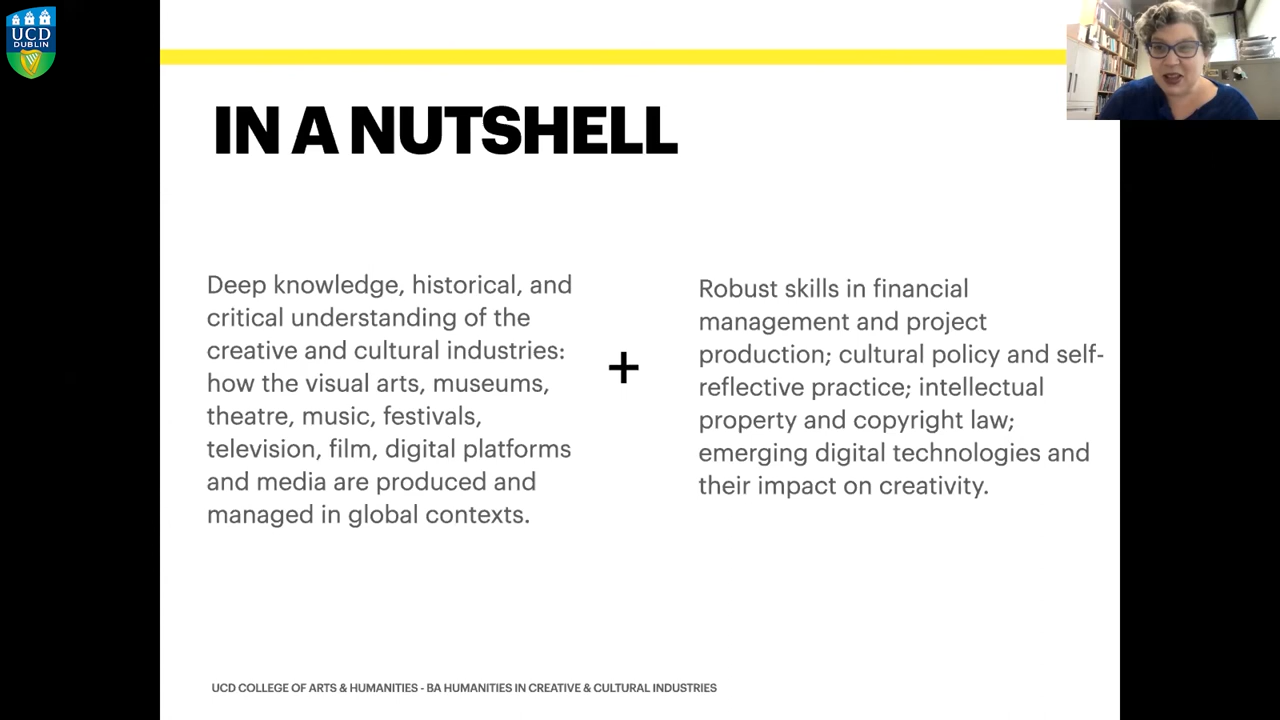 UCD
DUBLIN
IN A NUTSHELL
Deep knowledge, historical, and
critical understanding of the
creative and cultural industries:
how the visual arts, museums,
theatre, music, festivals,
television, film, digital platforms
and media are produced and
managed in global contexts.
+
Robust skills in financial
management and project
production; cultural policy and self-
reflective practice; intellectual
property and copyright law;
emerging digital technologies and
their impact on creativity.
UCD COLLEGE OF ARTS & HUMANITIES - BA HUMANITIES IN CREATIVE & CULTURAL INDUSTRIES